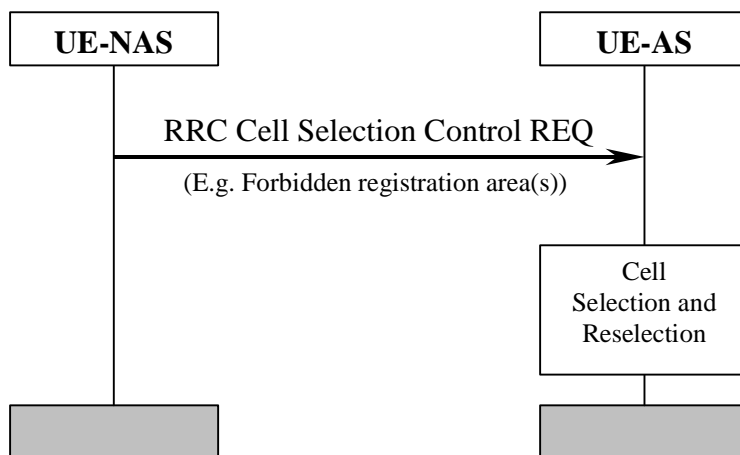 UE-NAS
UE-AS
RRC Cell Selection Control REQ
(E.g. Forbidden registration area(s))
Cell
Selection and
Reselection